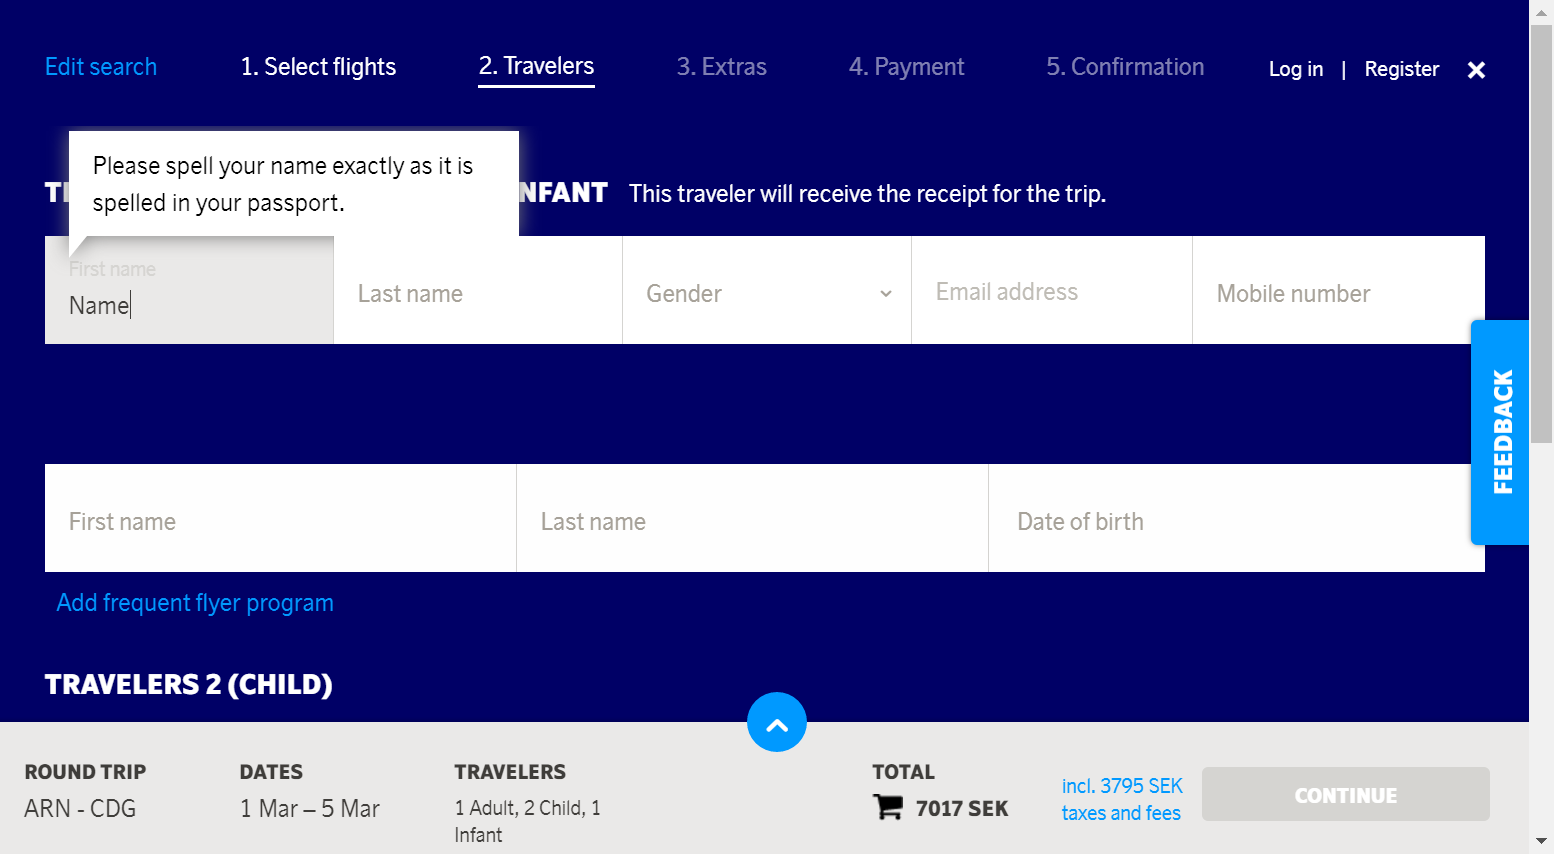 Edit search
1. Select flights
2. Travelers
3. Extras
4. Payment
5. Confirmation
Log in | Register
Please spell your name exactly as it is
spelled in your passport.
This traveler will receive the receipt for the trip.
First name
Name
Last name
Gender
Email address
Mobile number
FEEDBACK
First name
Last name
Date of birth
Add frequent flyer program
TRAVELERS 2 (CHILD)
ROUND TRIP
ARN - CDG
DATES
1 Mar – 5 Mar
TRAVELERS
1 Adult, 2 Child, 1
Infant
TOTAL
7017 SEK
incl. 3795 SEK
taxes and fees
CONTINUE